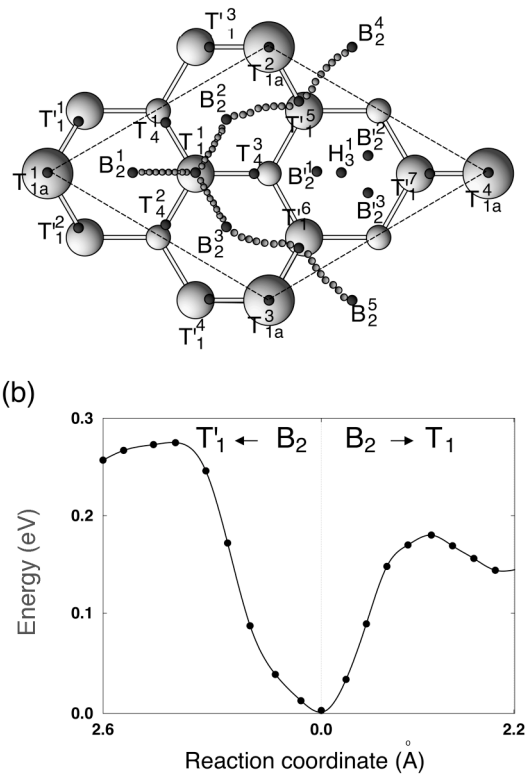 T'₁³
B₂⁴
T₁ₐ²
B₂²
T'₁¹
T₄¹
T'₁
T'₁⁵
B'₂²
T₁ₐ¹
B₂¹
T₄³
B'₂¹
H₃¹
T'₁⁷
T₁ₐ⁴
T₄²
B'₂³
T'₁²
B₂³
T'₁⁶
T'₁⁴
T₁ₐ³
B₂⁵
(b)
0.3
T'₁ ← B₂ B₂ → T₁
0.2
Energy (eV)
0.1
0.0
2.6 0.0 2.2
Reaction coordinate (Å)